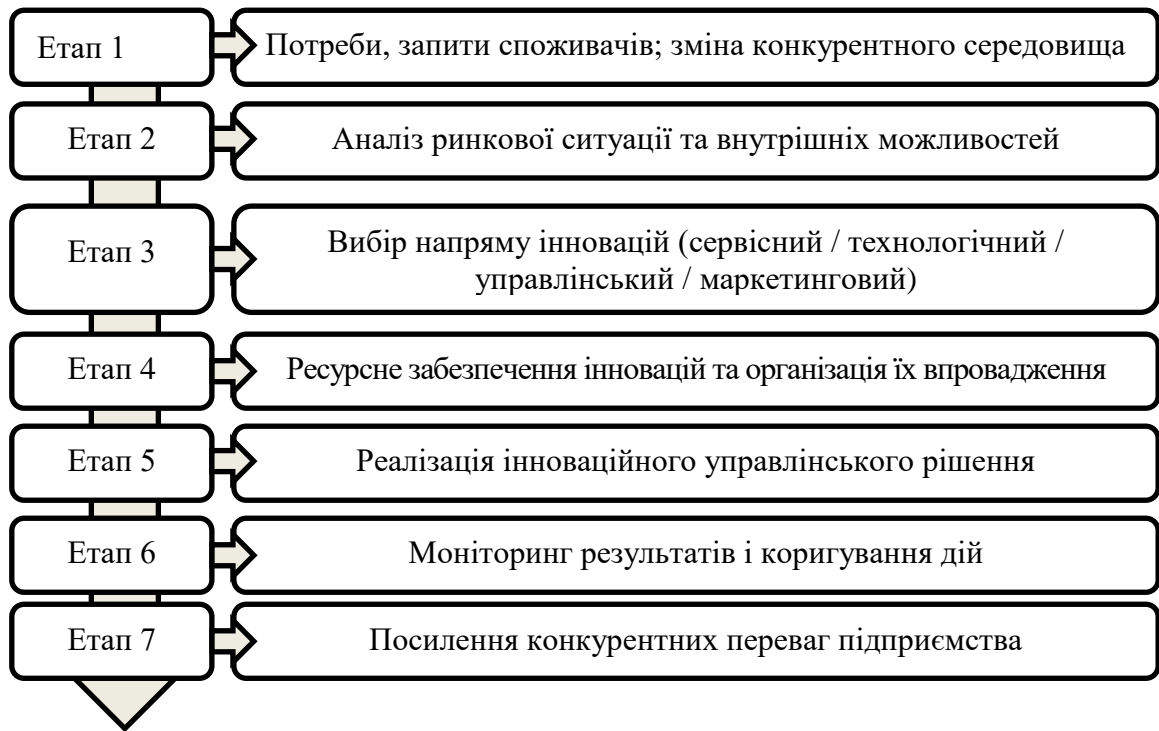 Етап 1
Потреби, запити споживачів; зміна конкурентного середовища
Етап 2
Аналіз ринкової ситуації та внутрішніх можливостей
Етап 3
Вибір напряму інновацій (сервісний / технологічний /
управлінський / маркетинговий)
Етап 4
Ресурсне забезпечення інновацій та організація їх впровадження
Етап 5
Реалізація інноваційного управлінського рішення
Етап 6
Моніторинг результатів і коригування дій
Етап 7
Посилення конкурентних переваг підприємства